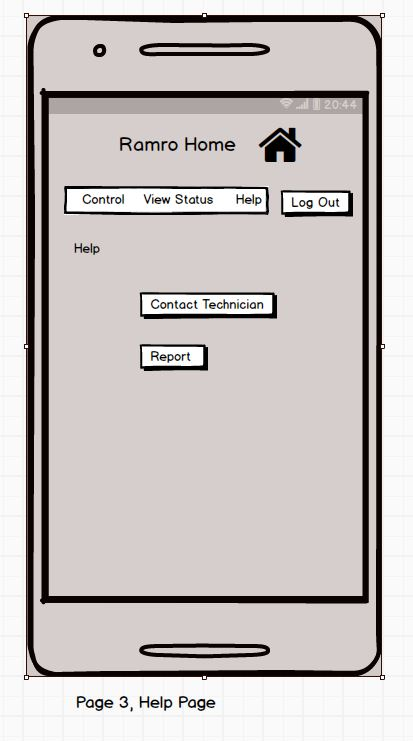 20:44
Ramro Home
Control View Status Help Log Out
Help
Contact Technician
Report
Page 3, Help Page